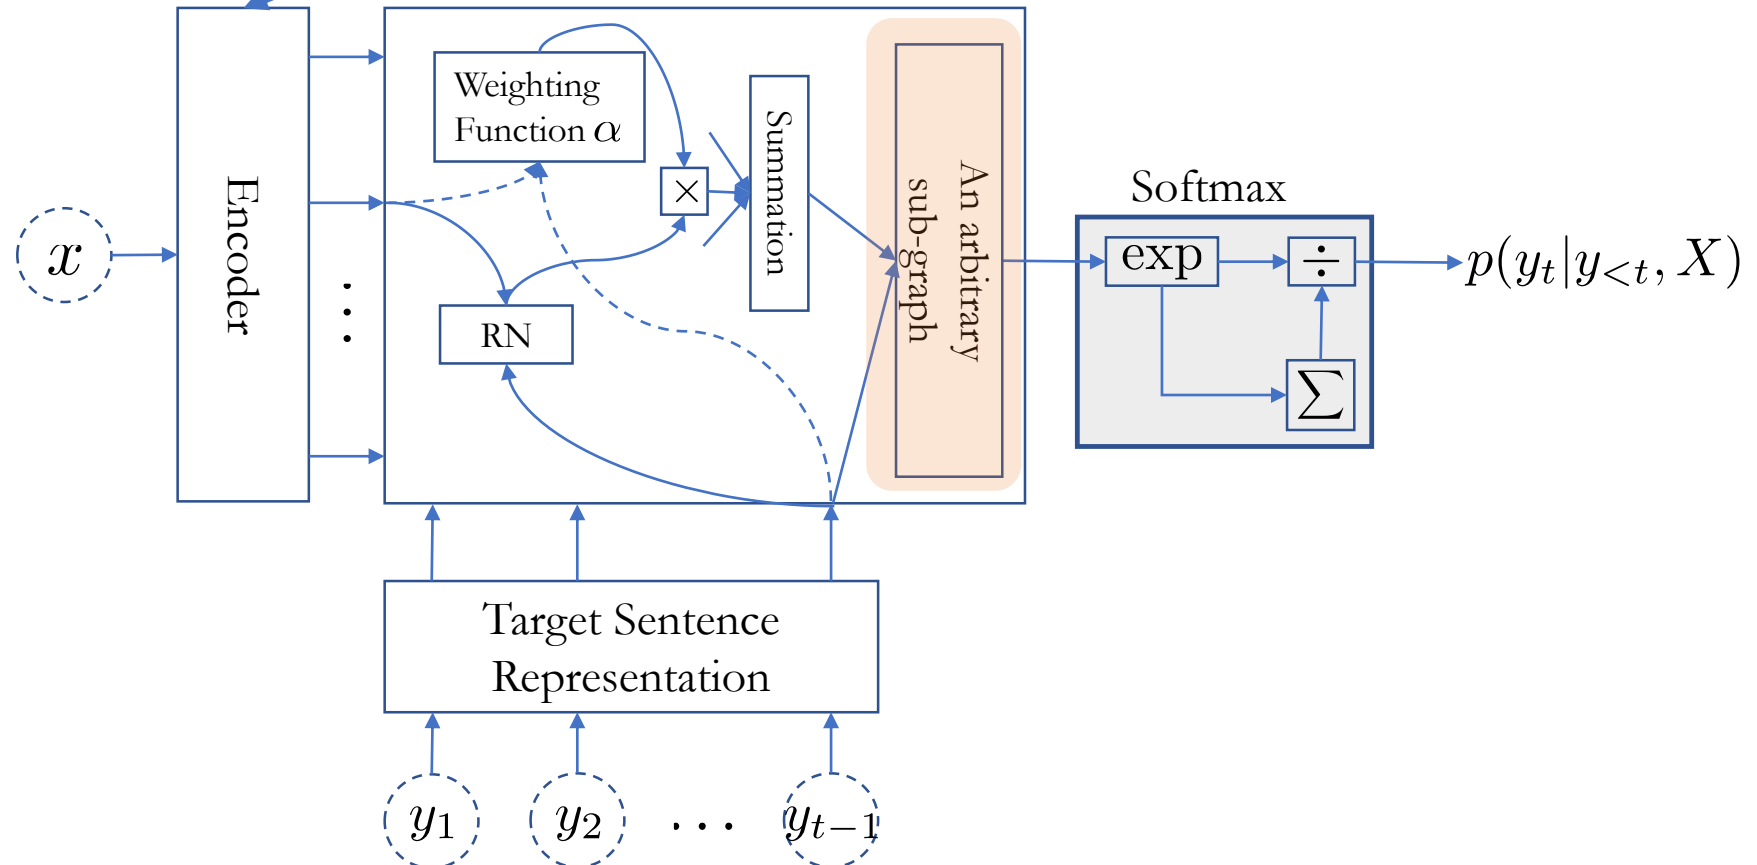 Weighting
Function α
Summation
An arbitrary
sub-graph
Softmax
Encoder
x
×
exp
÷
p(y_t|y_{<t}, X)
⋮
RN
∑
Target Sentence
Representation
y_1 y_2 ⋯ y_{t−1}